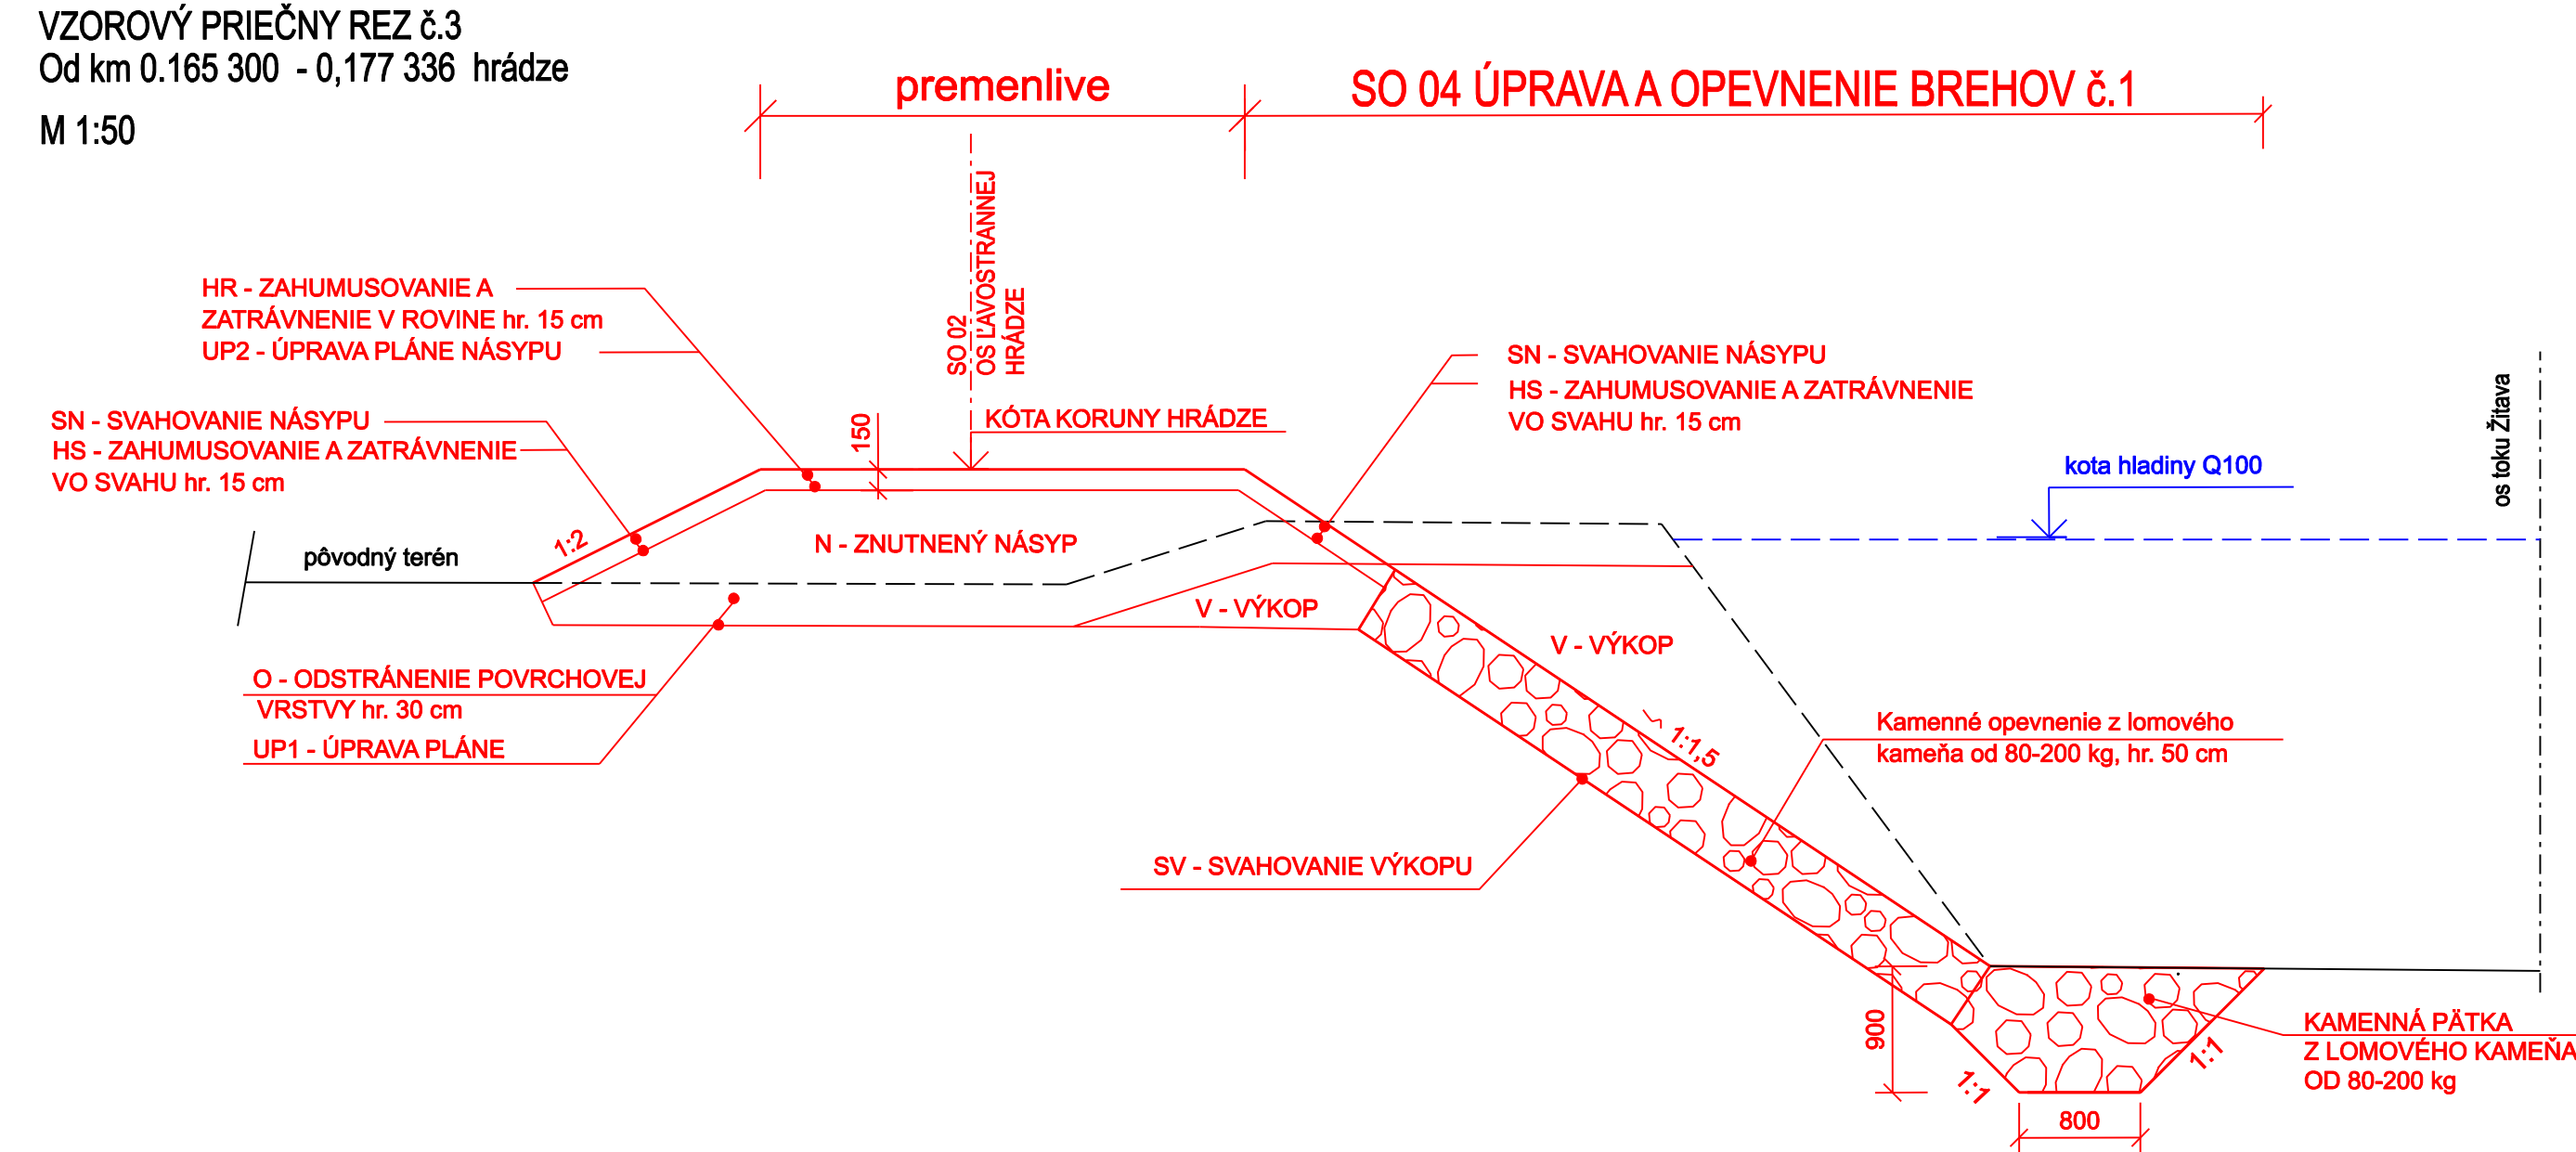 VZOROVÝ PRIEČNY REZ č.3
Od km 0.165 300 - 0,177 336 hrádze
M 1:50
premenlive
SO 04 ÚPRAVA A OPEVNENIE BREHOV č.1
SO 02
OS ĽAVOSTRANNEJ
HRÁDZE
HR - ZAHUMUSOVANIE A
ZATRÁVNENIE V ROVINE hr. 15 cm
UP2 - ÚPRAVA PLÁNE NÁSYPU
SN - SVAHOVANIE NÁSYPU
HS - ZAHUMUSOVANIE A ZATRÁVNENIE
VO SVAHU hr. 15 cm
150
KÓTA KORUNY HRÁDZE
SN - SVAHOVANIE NÁSYPU
HS - ZAHUMUSOVANIE A ZATRÁVNENIE
VO SVAHU hr. 15 cm
kota hladiny Q100
os toku Žitava
pôvodný terén
1:2
N - ZNUTNENÝ NÁSYP
V - VÝKOP
V - VÝKOP
O - ODSTRÁNENIE POVRCHOVEJ
VRSTVY hr. 30 cm
UP1 - ÚPRAVA PLÁNE
1:1,5
Kamenné opevnenie z lomového
kameňa od 80-200 kg, hr. 50 cm
SV - SVAHOVANIE VÝKOPU
900
1:1
1:1
800
KAMENNÁ PÄTKA
Z LOMOVÉHO KAMEŇA
OD 80-200 kg